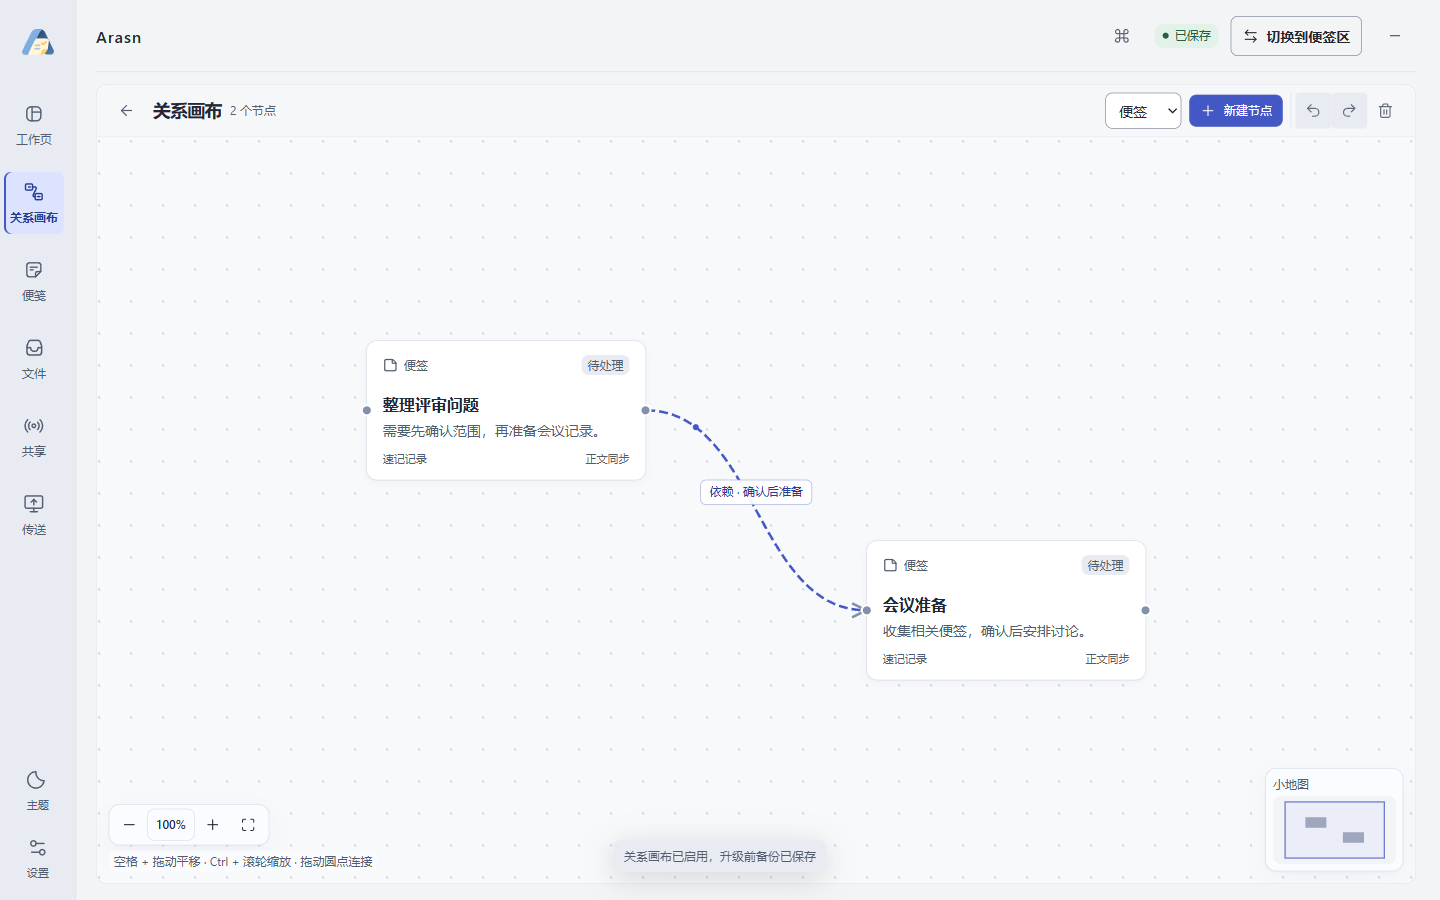 Arasn
已保存
切换到便签区
工作页
关系画布
便笺
文件
共享
传送
主题
设置
关系画布 2 个节点
便签
新建节点
便签
待处理
整理评审问题
需要先确认范围，再准备会议记录。
速记记录
正文同步
依赖 · 确认后准备
便签
待处理
会议准备
收集相关便签，确认后安排讨论。
速记记录
正文同步
100%
空格 + 拖动平移 · Ctrl + 滚轮缩放 · 拖动圆点连接
关系画布已启用，升级前备份已保存
小地图